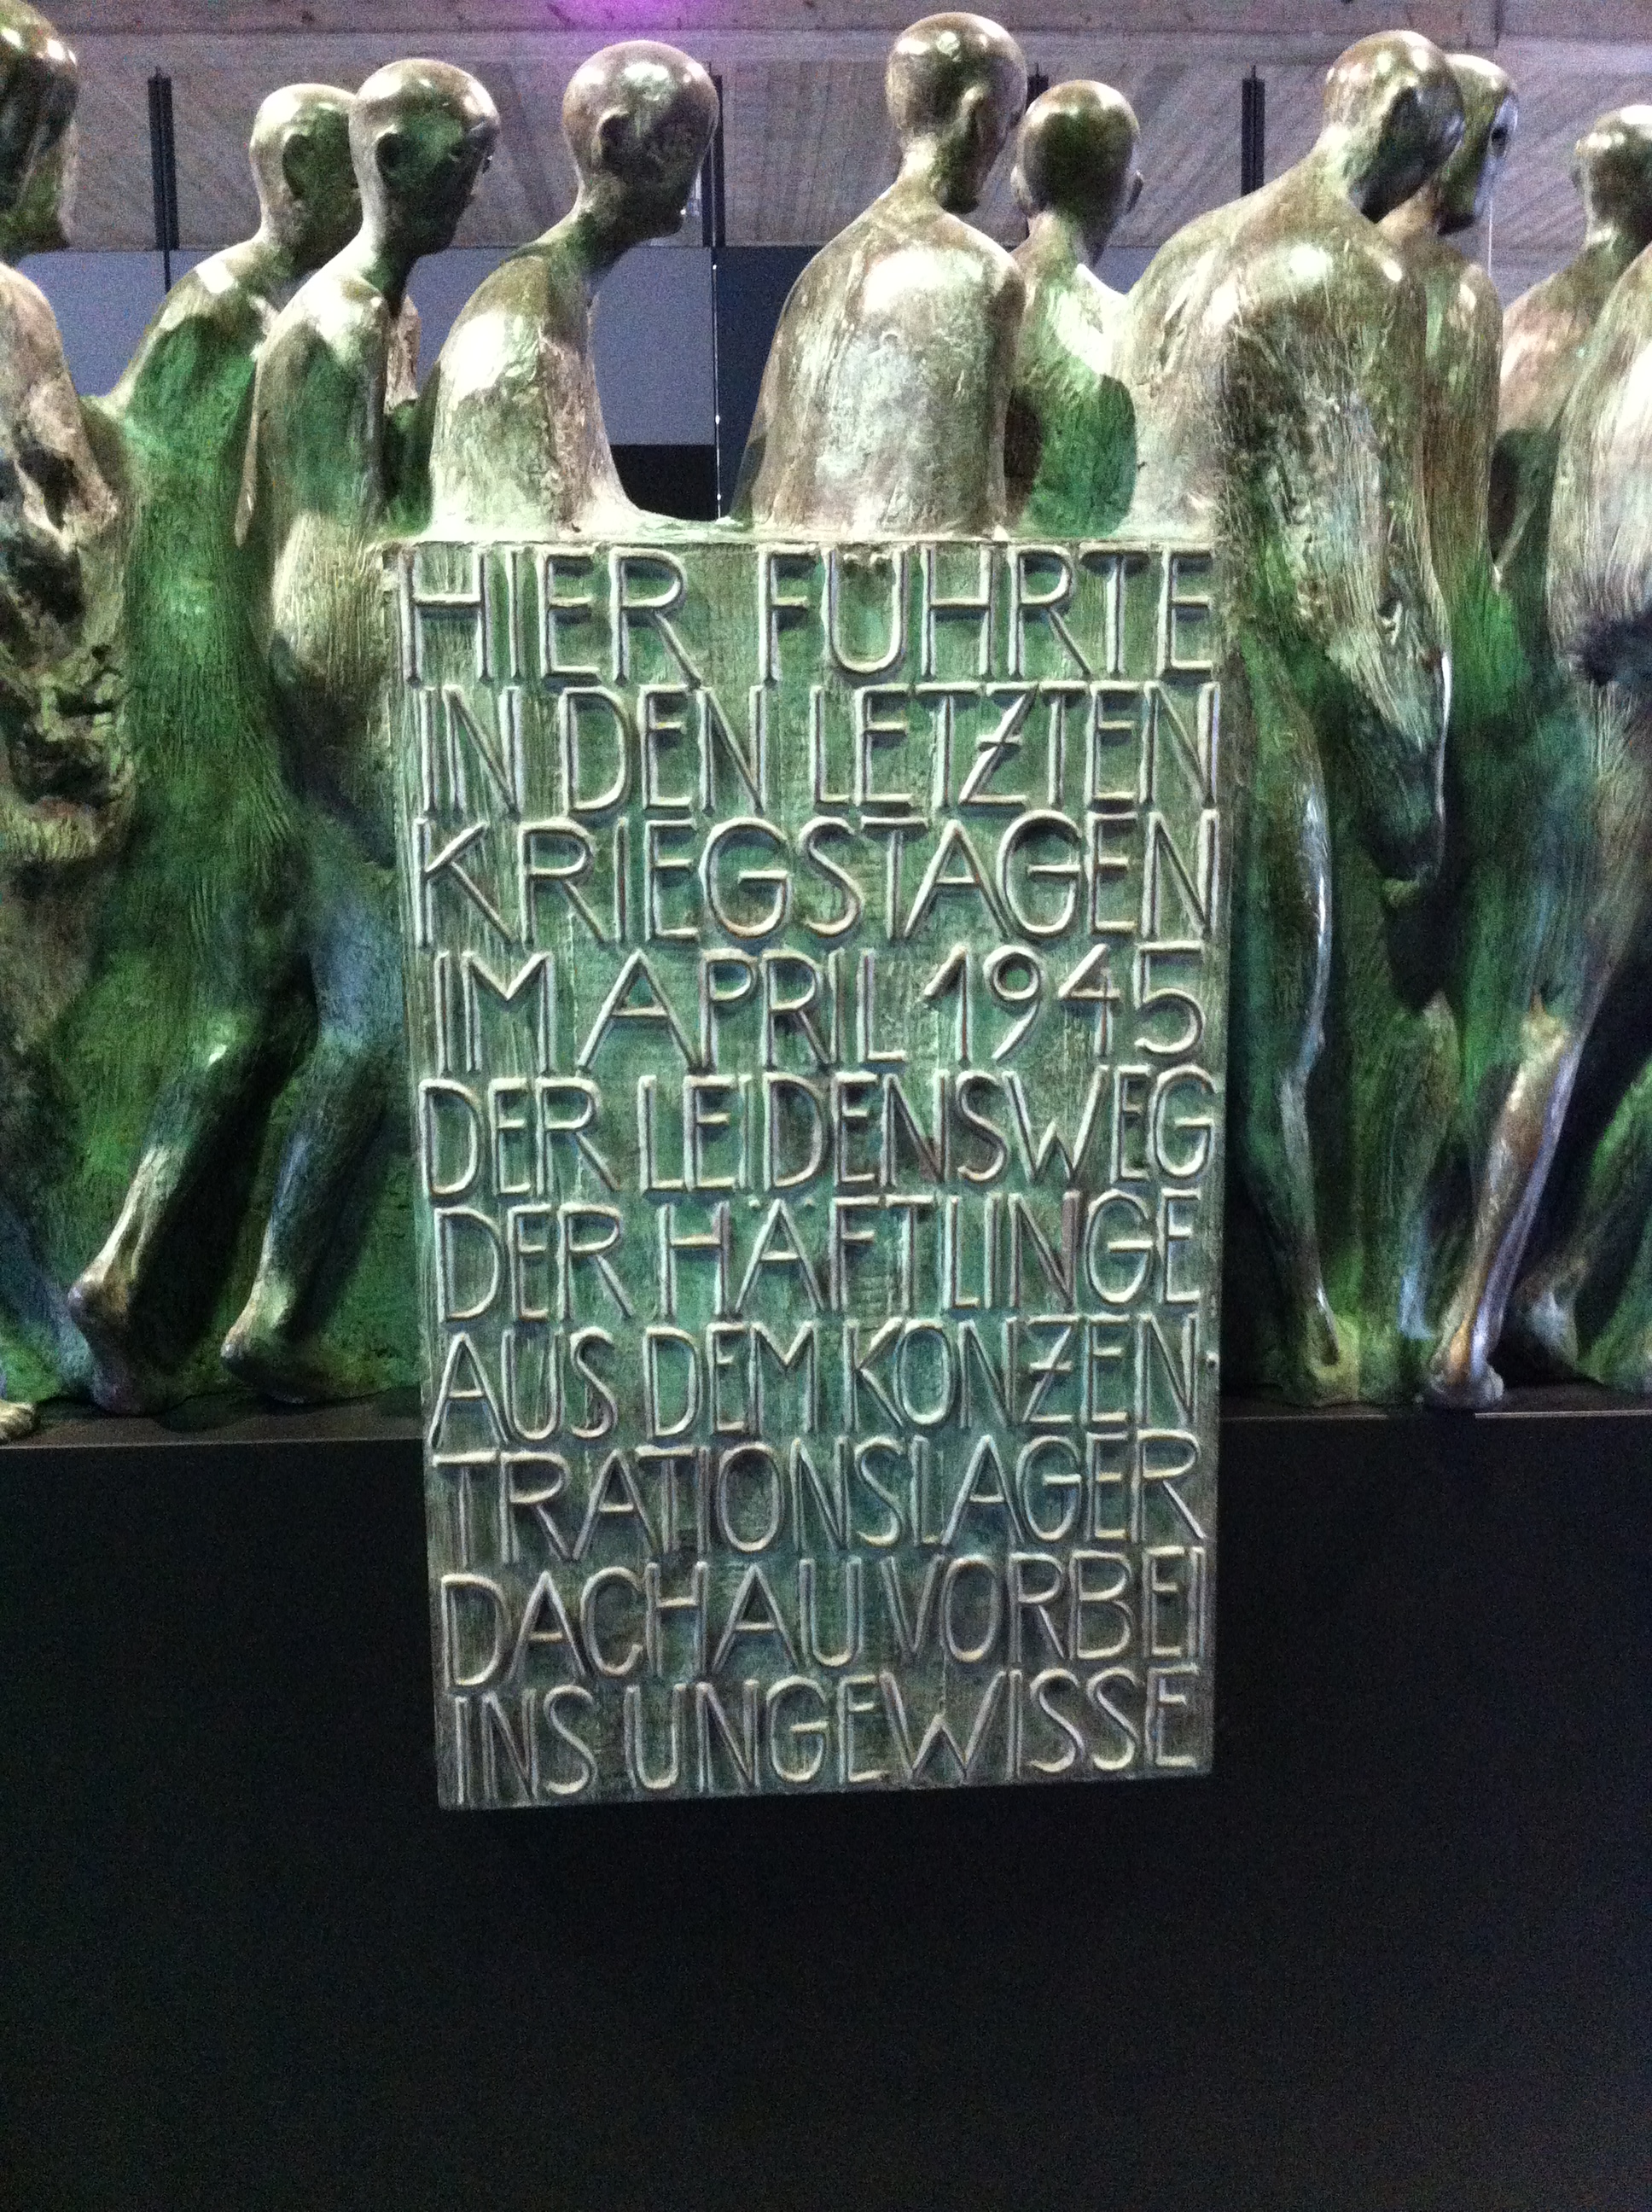 HIER FÜHRTE
IN DEN LETZTEN
KRIEGSTAGEN
IM APRIL 1945
DER LEIDENSWEG
DER HÄFTLINGE
AUS DEM KONZEN
TRATIONSLAGER
DACHAU VORBEI
INS UNGEWISSE